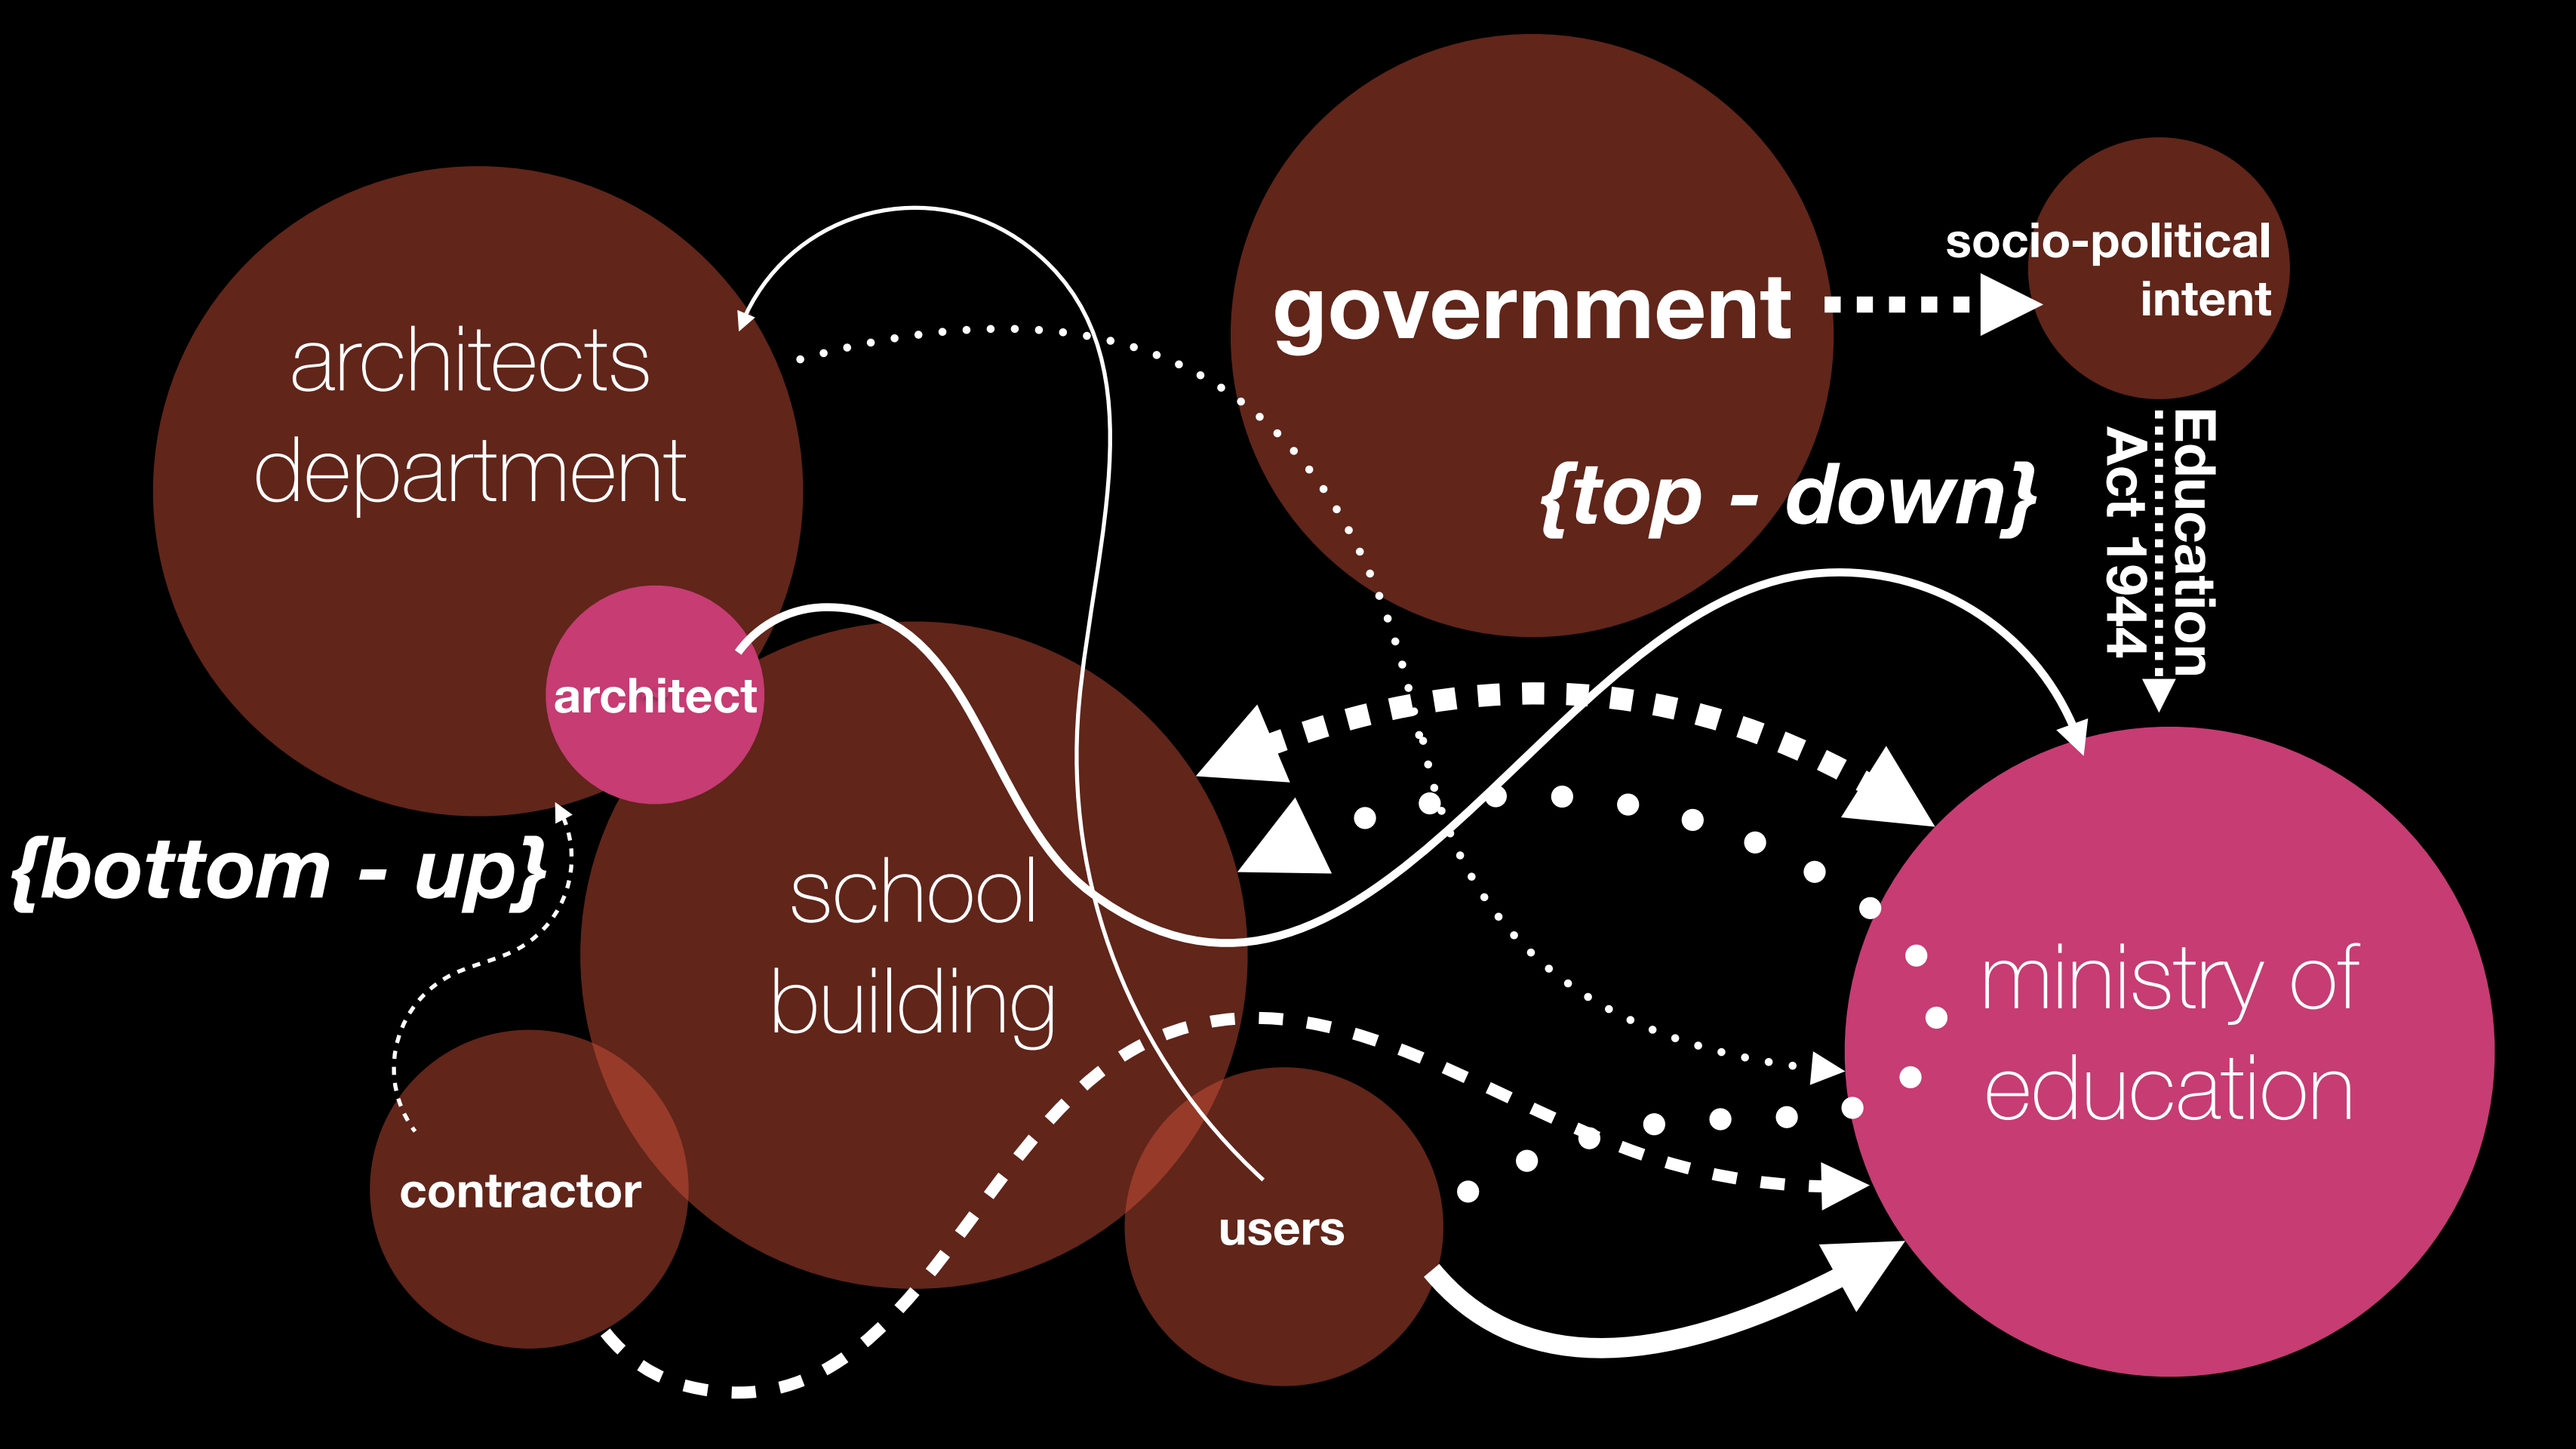 architects
department
architect
{bottom - up}
government
{top - down}
socio-political
intent
Education
Act 1944
school
building
contractor
users
ministry of
education